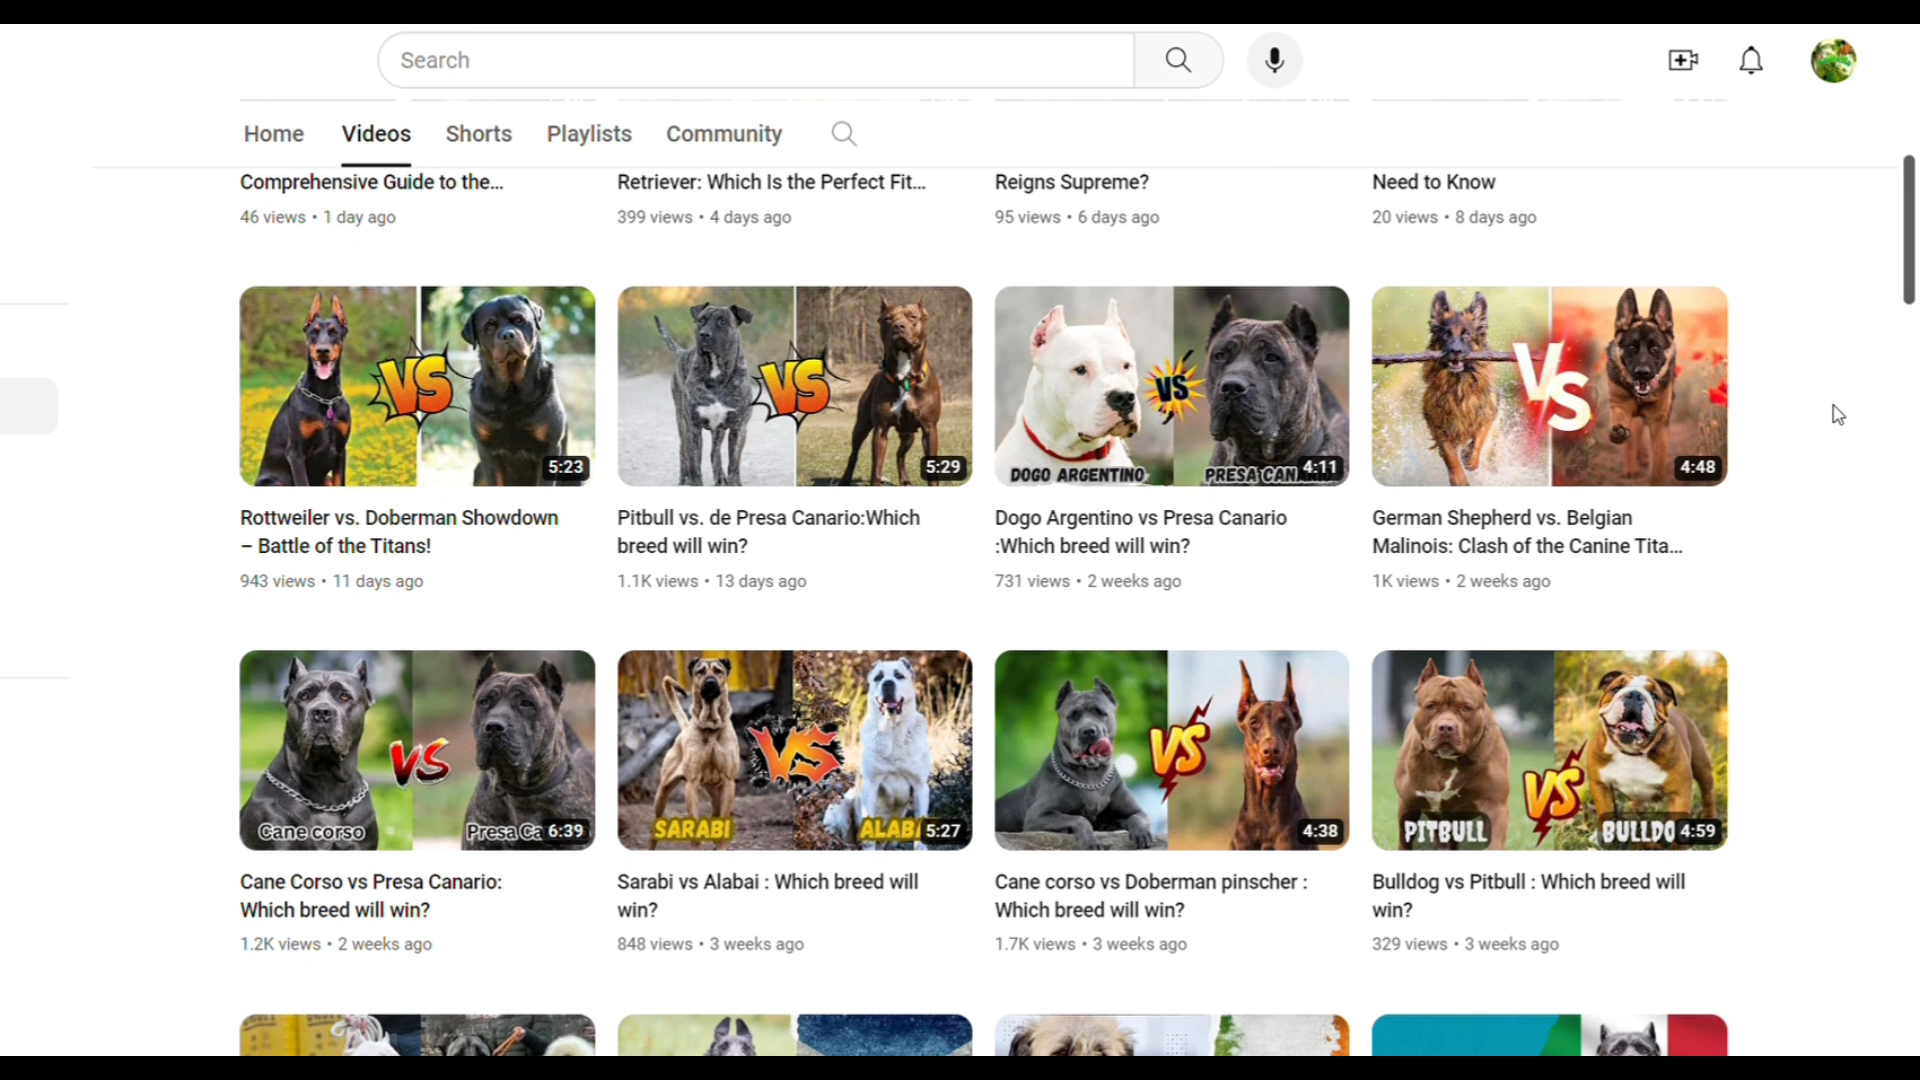 Search
Home Videos Shorts Playlists Community
Comprehensive Guide to the... Retriever: Which Is the Perfect Fit... Reigns Supreme? Need to Know
46 views • 1 day ago 399 views • 4 days ago 95 views • 6 days ago 20 views • 8 days ago
VS
5:23
VS
5:29
VS
DOGO ARGENTINO PRESA 4:11
VS
4:48
Rottweiler vs. Doberman Showdown
– Battle of the Titans!
943 views • 11 days ago
Pitbull vs. de Presa Canario:Which
breed will win?
1.1K views • 13 days ago
Dogo Argentino vs Presa Canario
:Which breed will win?
731 views • 2 weeks ago
German Shepherd vs. Belgian
Malinois: Clash of the Canine Tita...
1K views • 2 weeks ago
VS
Cane corso Presa Ca 6:39
VS
SARABI ALABA 5:27
VS
4:38
VS
PITBULL BULLDO 4:59
Cane Corso vs Presa Canario:
Which breed will win?
1.2K views • 2 weeks ago
Sarabi vs Alabai : Which breed will
win?
848 views • 3 weeks ago
Cane corso vs Doberman pinscher :
Which breed will win?
1.7K views • 3 weeks ago
Bulldog vs Pitbull : Which breed will
win?
329 views • 3 weeks ago